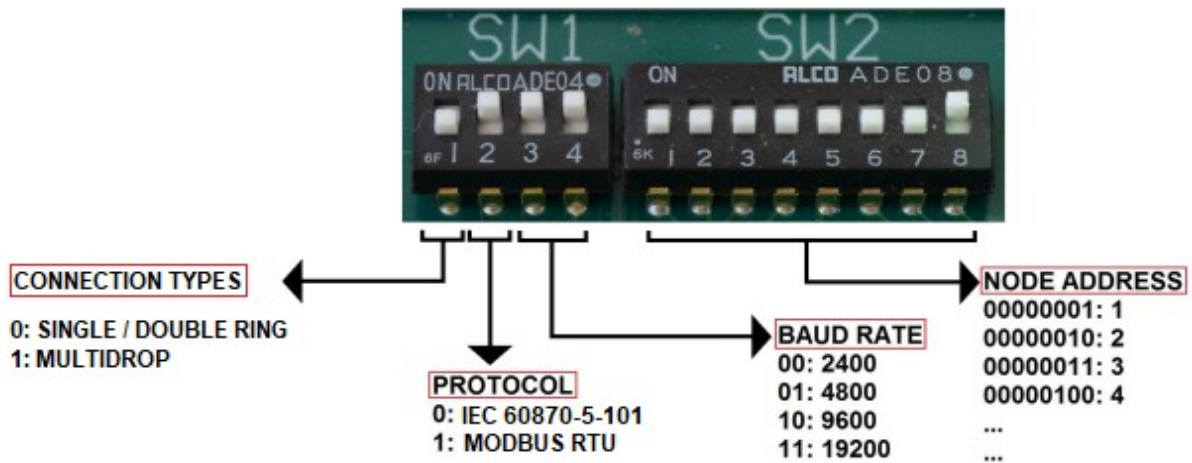 SW1 SW2
ON ALCO ADE04
ON ALCO ADE08
6F 1 2 3 4
6K 1 2 3 4 5 6 7 8
CONNECTION TYPES
0: SINGLE / DOUBLE RING
1: MULTIDROP
PROTOCOL
0: IEC 60870-5-101
1: MODBUS RTU
BAUD RATE
00: 2400
01: 4800
10: 9600
11: 19200
NODE ADDRESS
00000001: 1
00000010: 2
00000011: 3
00000100: 4
...
...